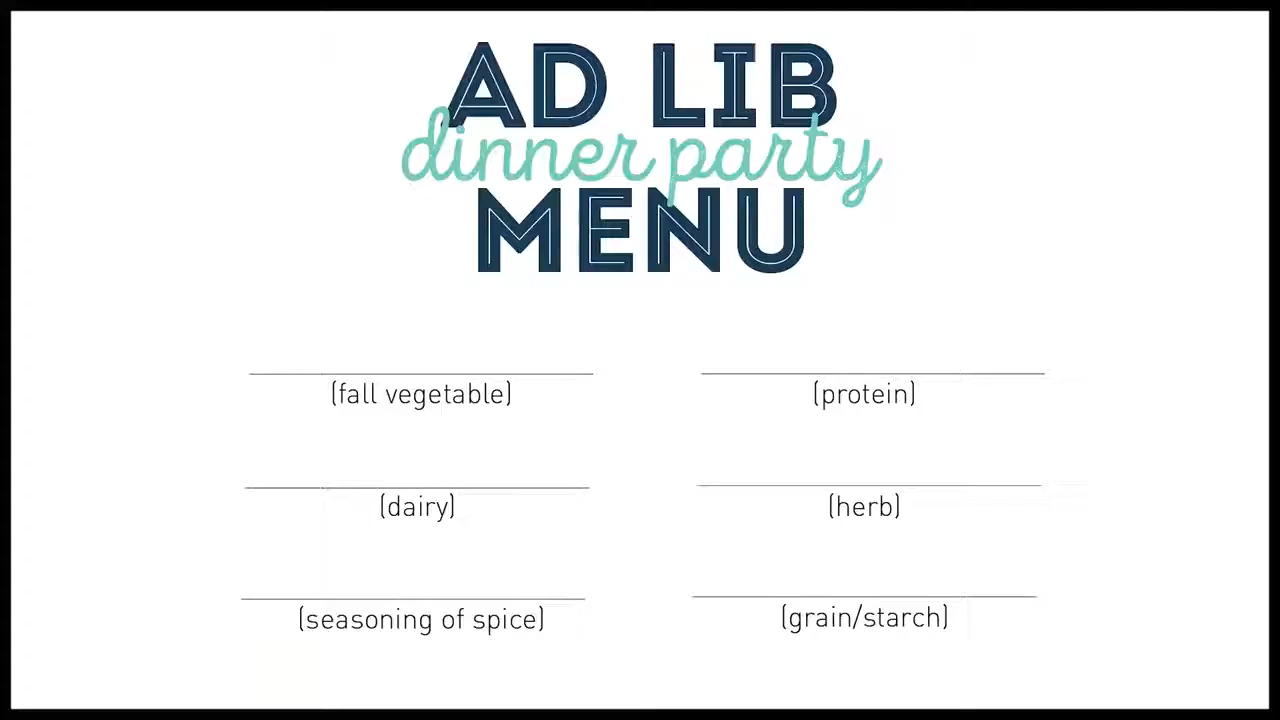 AD LIB
dinner party
MENU
(fall vegetable) (protein)
(dairy) (herb)
(seasoning of spice) (grain/starch)